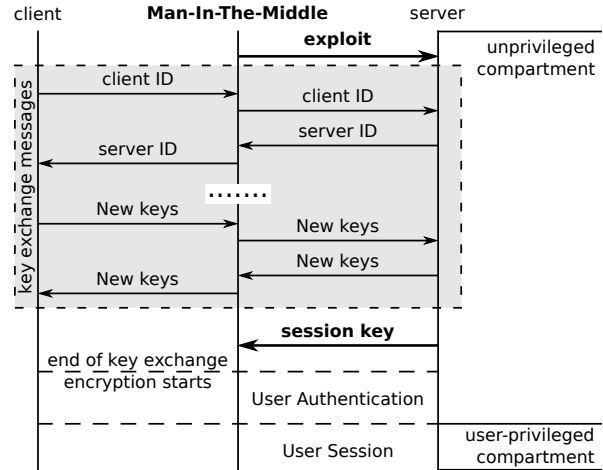 client
Man-In-The-Middle
server
exploit
unprivileged
compartment
client ID
client ID
server ID
server ID
key exchange messages
.......
New keys
New keys
New keys
New keys
session key
end of key exchange
encryption starts
User Authentication
User Session
user-privileged
compartment